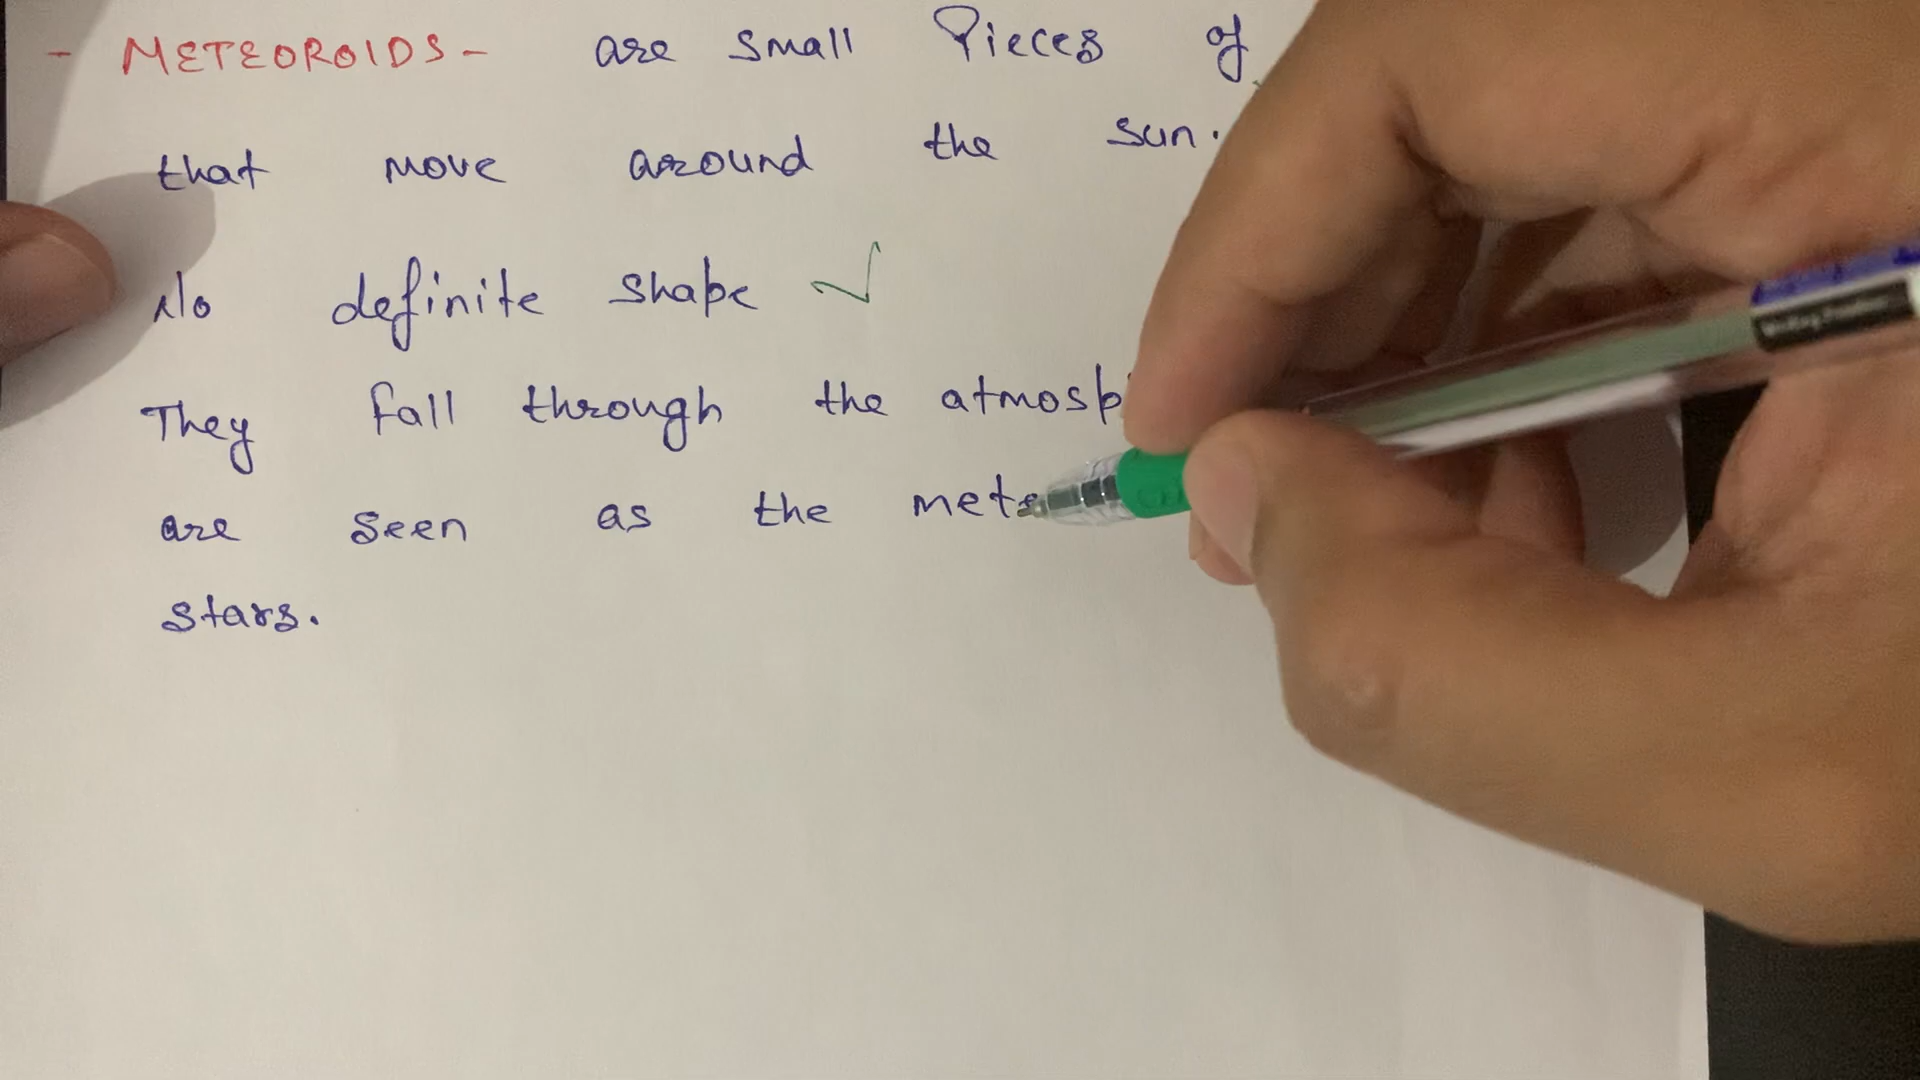 - METEOROIDS - are small Pieces of
that move around the sun.
No definite shape ✓
They fall through the atmosp
are seen as the mete
stars.